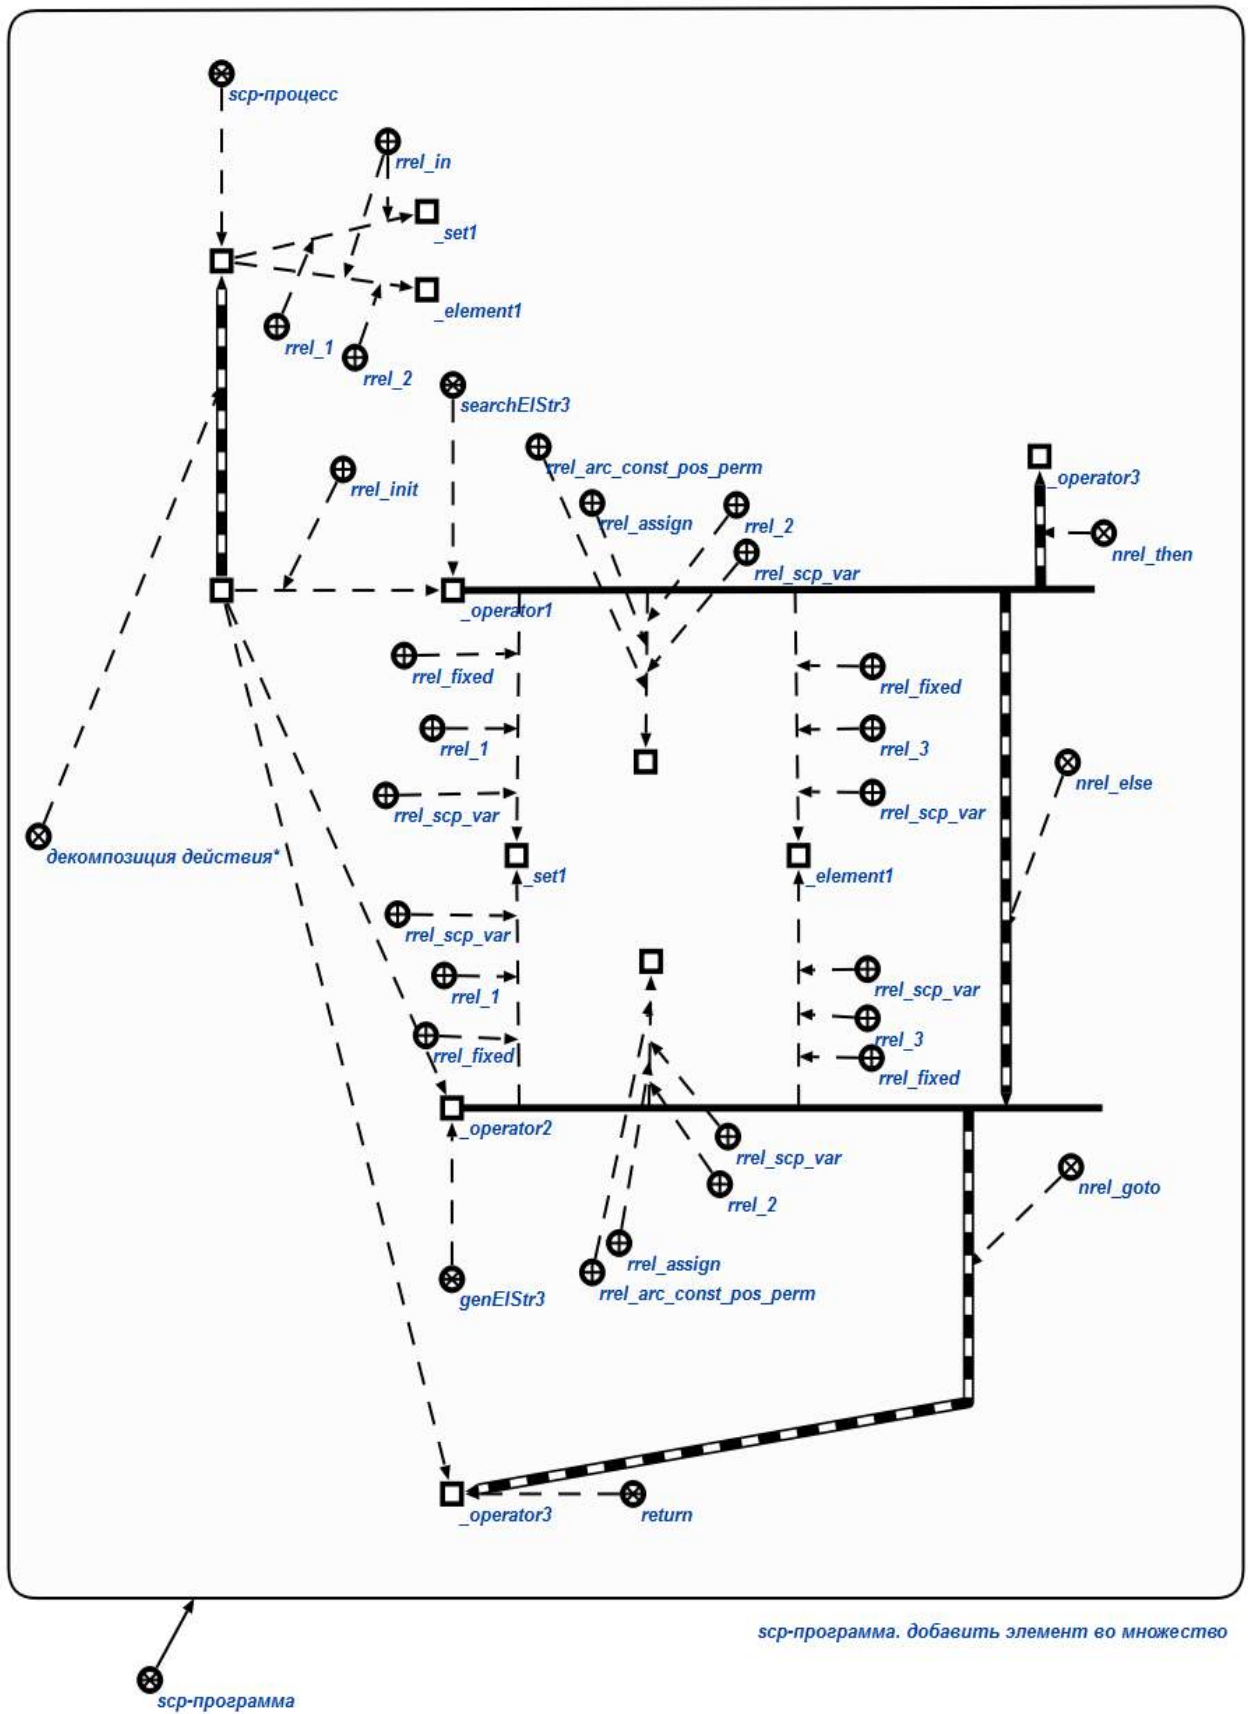 scp-процесс
rrel_in
_set1
_element1
rrel_1
rrel_2
searchElStr3
rrel_arc_const_pos_perm
_operator3
rrel_init
rrel_assign
rrel_2
nrel_then
rrel_scp_var
_operator1
rrel_fixed
rrel_fixed
rrel_1
rrel_3
nrel_else
rrel_scp_var
rrel_scp_var
декомпозиция действия*
_set1
_element1
rrel_scp_var
rrel_scp_var
rrel_1
rrel_3
rrel_fixed
rrel_fixed
_operator2
rrel_scp_var
nrel_goto
rrel_2
rrel_assign
genElStr3
rrel_arc_const_pos_perm
_operator3
return
scp-программа. добавить элемент во множество
scp-программа